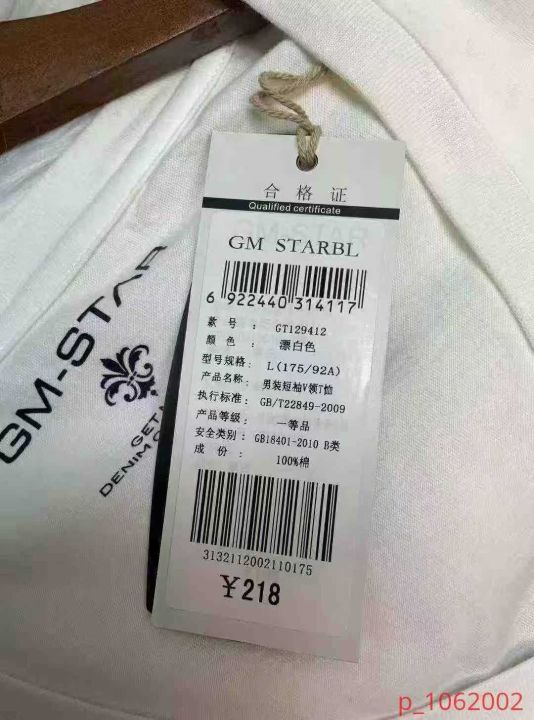 合格证
Qualified certificate
GM STARBL
6 922440 314117
款号: GT129412
颜色: 漂白色
型号规格: L(175/92A)
产品名称: 男装短袖V领T恤
执行标准: GB/T22849-2009
产品等级: 一等品
安全类别: GB18401-2010 B类
成份: 100%棉
3132112002110175
¥218
GM-STAR
GET
DENIM
p_1062002